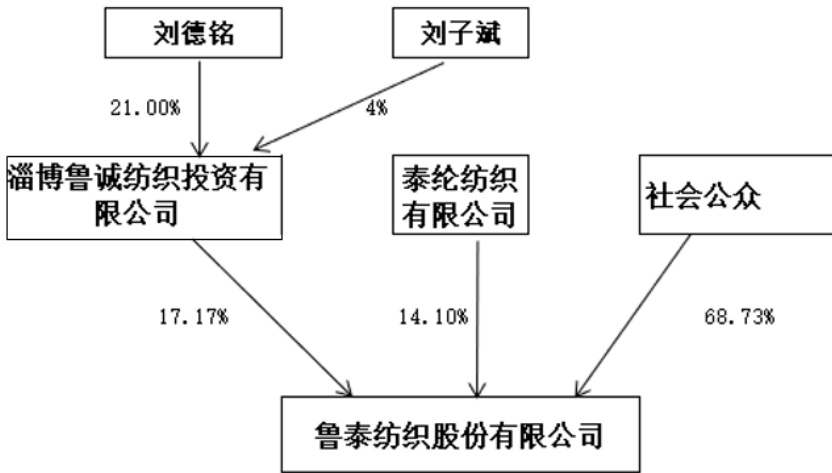 刘德铭
刘子斌
21.00%
4%
淄博鲁诚纺织投资有
限公司
泰纶纺织
有限公司
社会公众
17.17%
14.10%
68.73%
鲁泰纺织股份有限公司